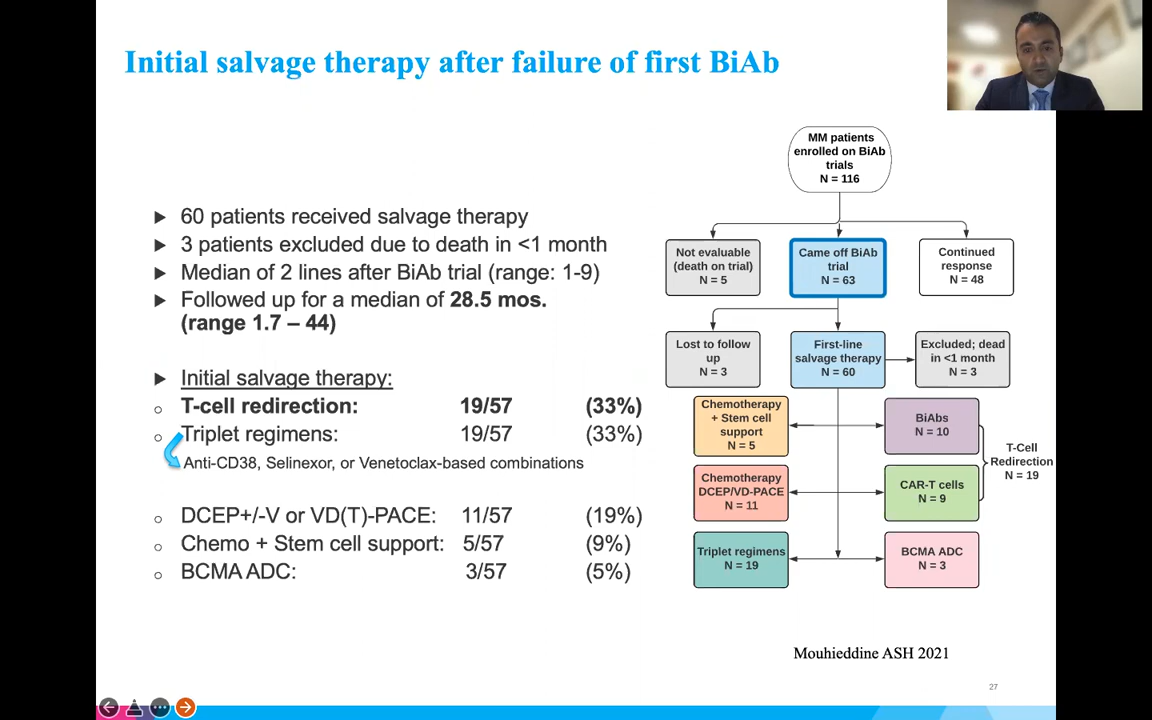 Initial salvage therapy after failure of first BiAb
60 patients received salvage therapy
3 patients excluded due to death in <1 month
Median of 2 lines after BiAb trial (range: 1-9)
Followed up for a median of 28.5 mos.
(range 1.7 – 44)
Initial salvage therapy:
T-cell redirection: 19/57 (33%)
Triplet regimens: 19/57 (33%)
Anti-CD38, Selinexor, or Venetoclax-based combinations
DCEP+/-V or VD(T)-PACE: 11/57 (19%)
Chemo + Stem cell support: 5/57 (9%)
BCMA ADC: 3/57 (5%)
MM patients
enrolled on BiAb
trials
N = 116
Not evaluable
(death on trial)
N = 5
Came off BiAb
trial
N = 63
Continued
response
N = 48
Lost to follow
up
N = 3
First-line
salvage therapy
N = 60
Excluded; dead
in <1 month
N = 3
Chemotherapy
+ Stem cell
support
N = 5
BiAbs
N = 10
T-Cell
Redirection
N = 19
Chemotherapy
DCEP/VD-PACE
N = 11
CAR-T cells
N = 9
Triplet regimens
N = 19
BCMA ADC
N = 3
Mouhieddine ASH 2021
27